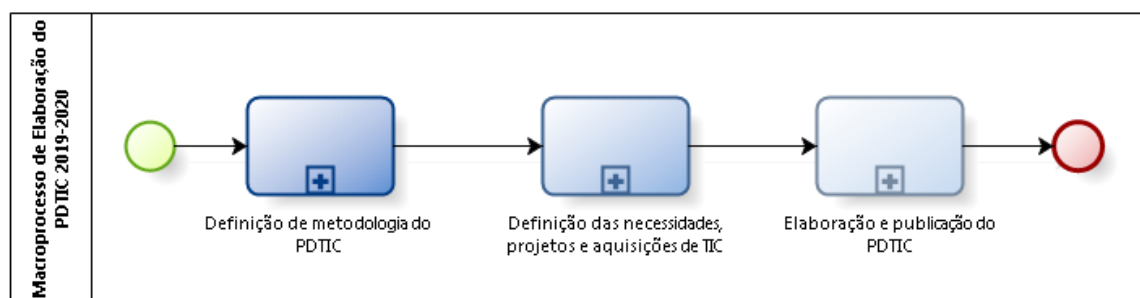 Macroprocesso de Elaboração do
PDTIC 2019-2020
Definição de metodologia do
PDTIC
Definição das necessidades,
projetos e aquisições de TIC
Elaboração e publicação do
PDTIC